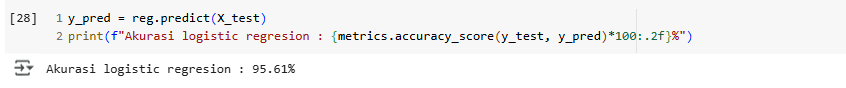 [28] 1 y_pred = reg.predict(X_test)
2 print(f"Akurasi logistic regresion : {metrics.accuracy_score(y_test, y_pred)*100:.2f}%")
Akurasi logistic regresion : 95.61%